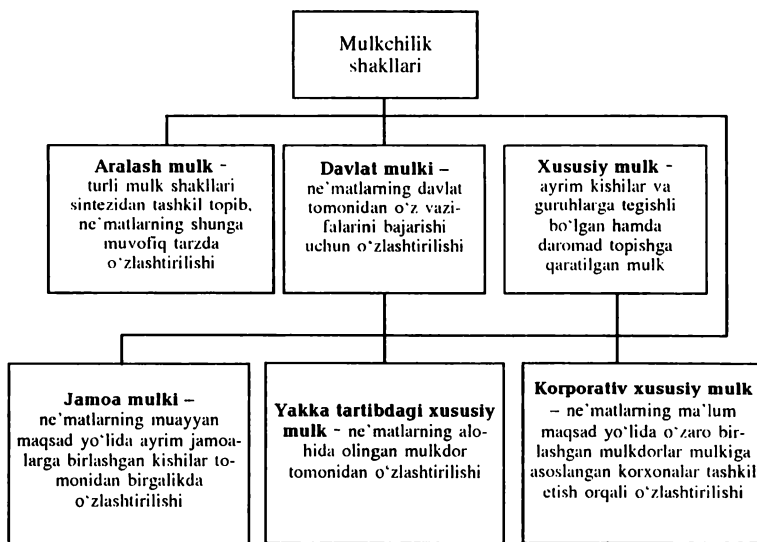 Mulkchilik
shakllari
Aralash mulk -
turli mulk shakllari
sintezidan tashkil topib,
ne'matlarning shunga
muvofiq tarzda
o‘zlashtirilishi
Davlat mulki –
ne'matlarning davlat
tomonidan o‘z vazi-
falarini bajarishi
uchun o‘zlashtirilishi
Xususiy mulk -
ayrim kishilar va
guruhlarga tegishli
bo‘lgan hamda
daromad topishga
qaratilgan mulk
Jamoa mulki –
ne'matlarning muayyan
maqsad yo‘lida ayrim jamoa-
larga birlashgan kishilar to-
monidan birgalikda
o‘zlashtirilishi
Yakka tartibdagi xususiy
mulk - ne'matlarning alo-
hida olingan mulkdor
tomonidan o‘zlashtirilishi
Korporativ xususiy mulk
– ne'matlarning ma'lum
maqsad yo‘lida o‘zaro bir-
lashgan mulkdorlar mulkiga
asoslangan korxonalar tashkil
etish orqali o‘zlashtirilishi